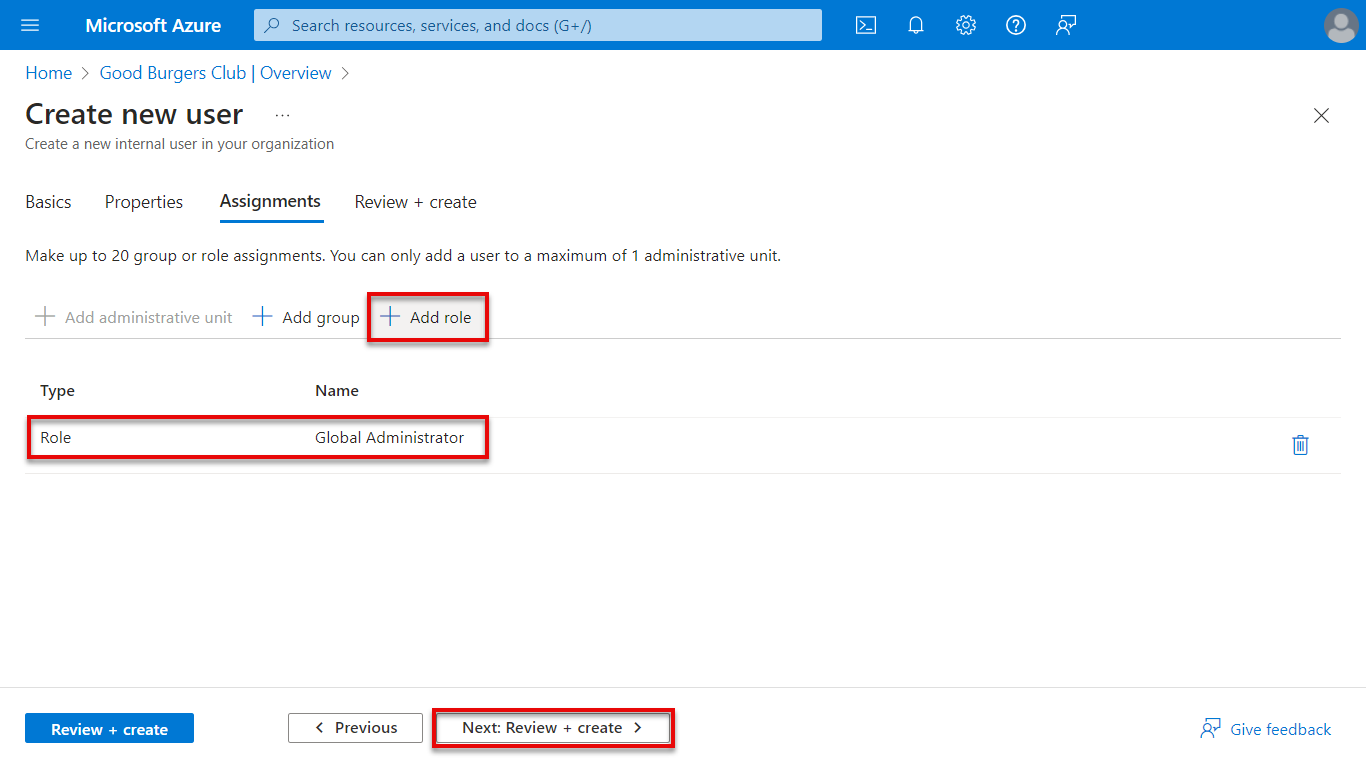 Microsoft Azure
Search resources, services, and docs (G+/)
Home > Good Burgers Club | Overview >
Create new user ...
Create a new internal user in your organization
Basics Properties Assignments Review + create
Make up to 20 group or role assignments. You can only add a user to a maximum of 1 administrative unit.
+ Add administrative unit + Add group + Add role
Type Name
Role Global Administrator
Review + create < Previous Next: Review + create > Give feedback